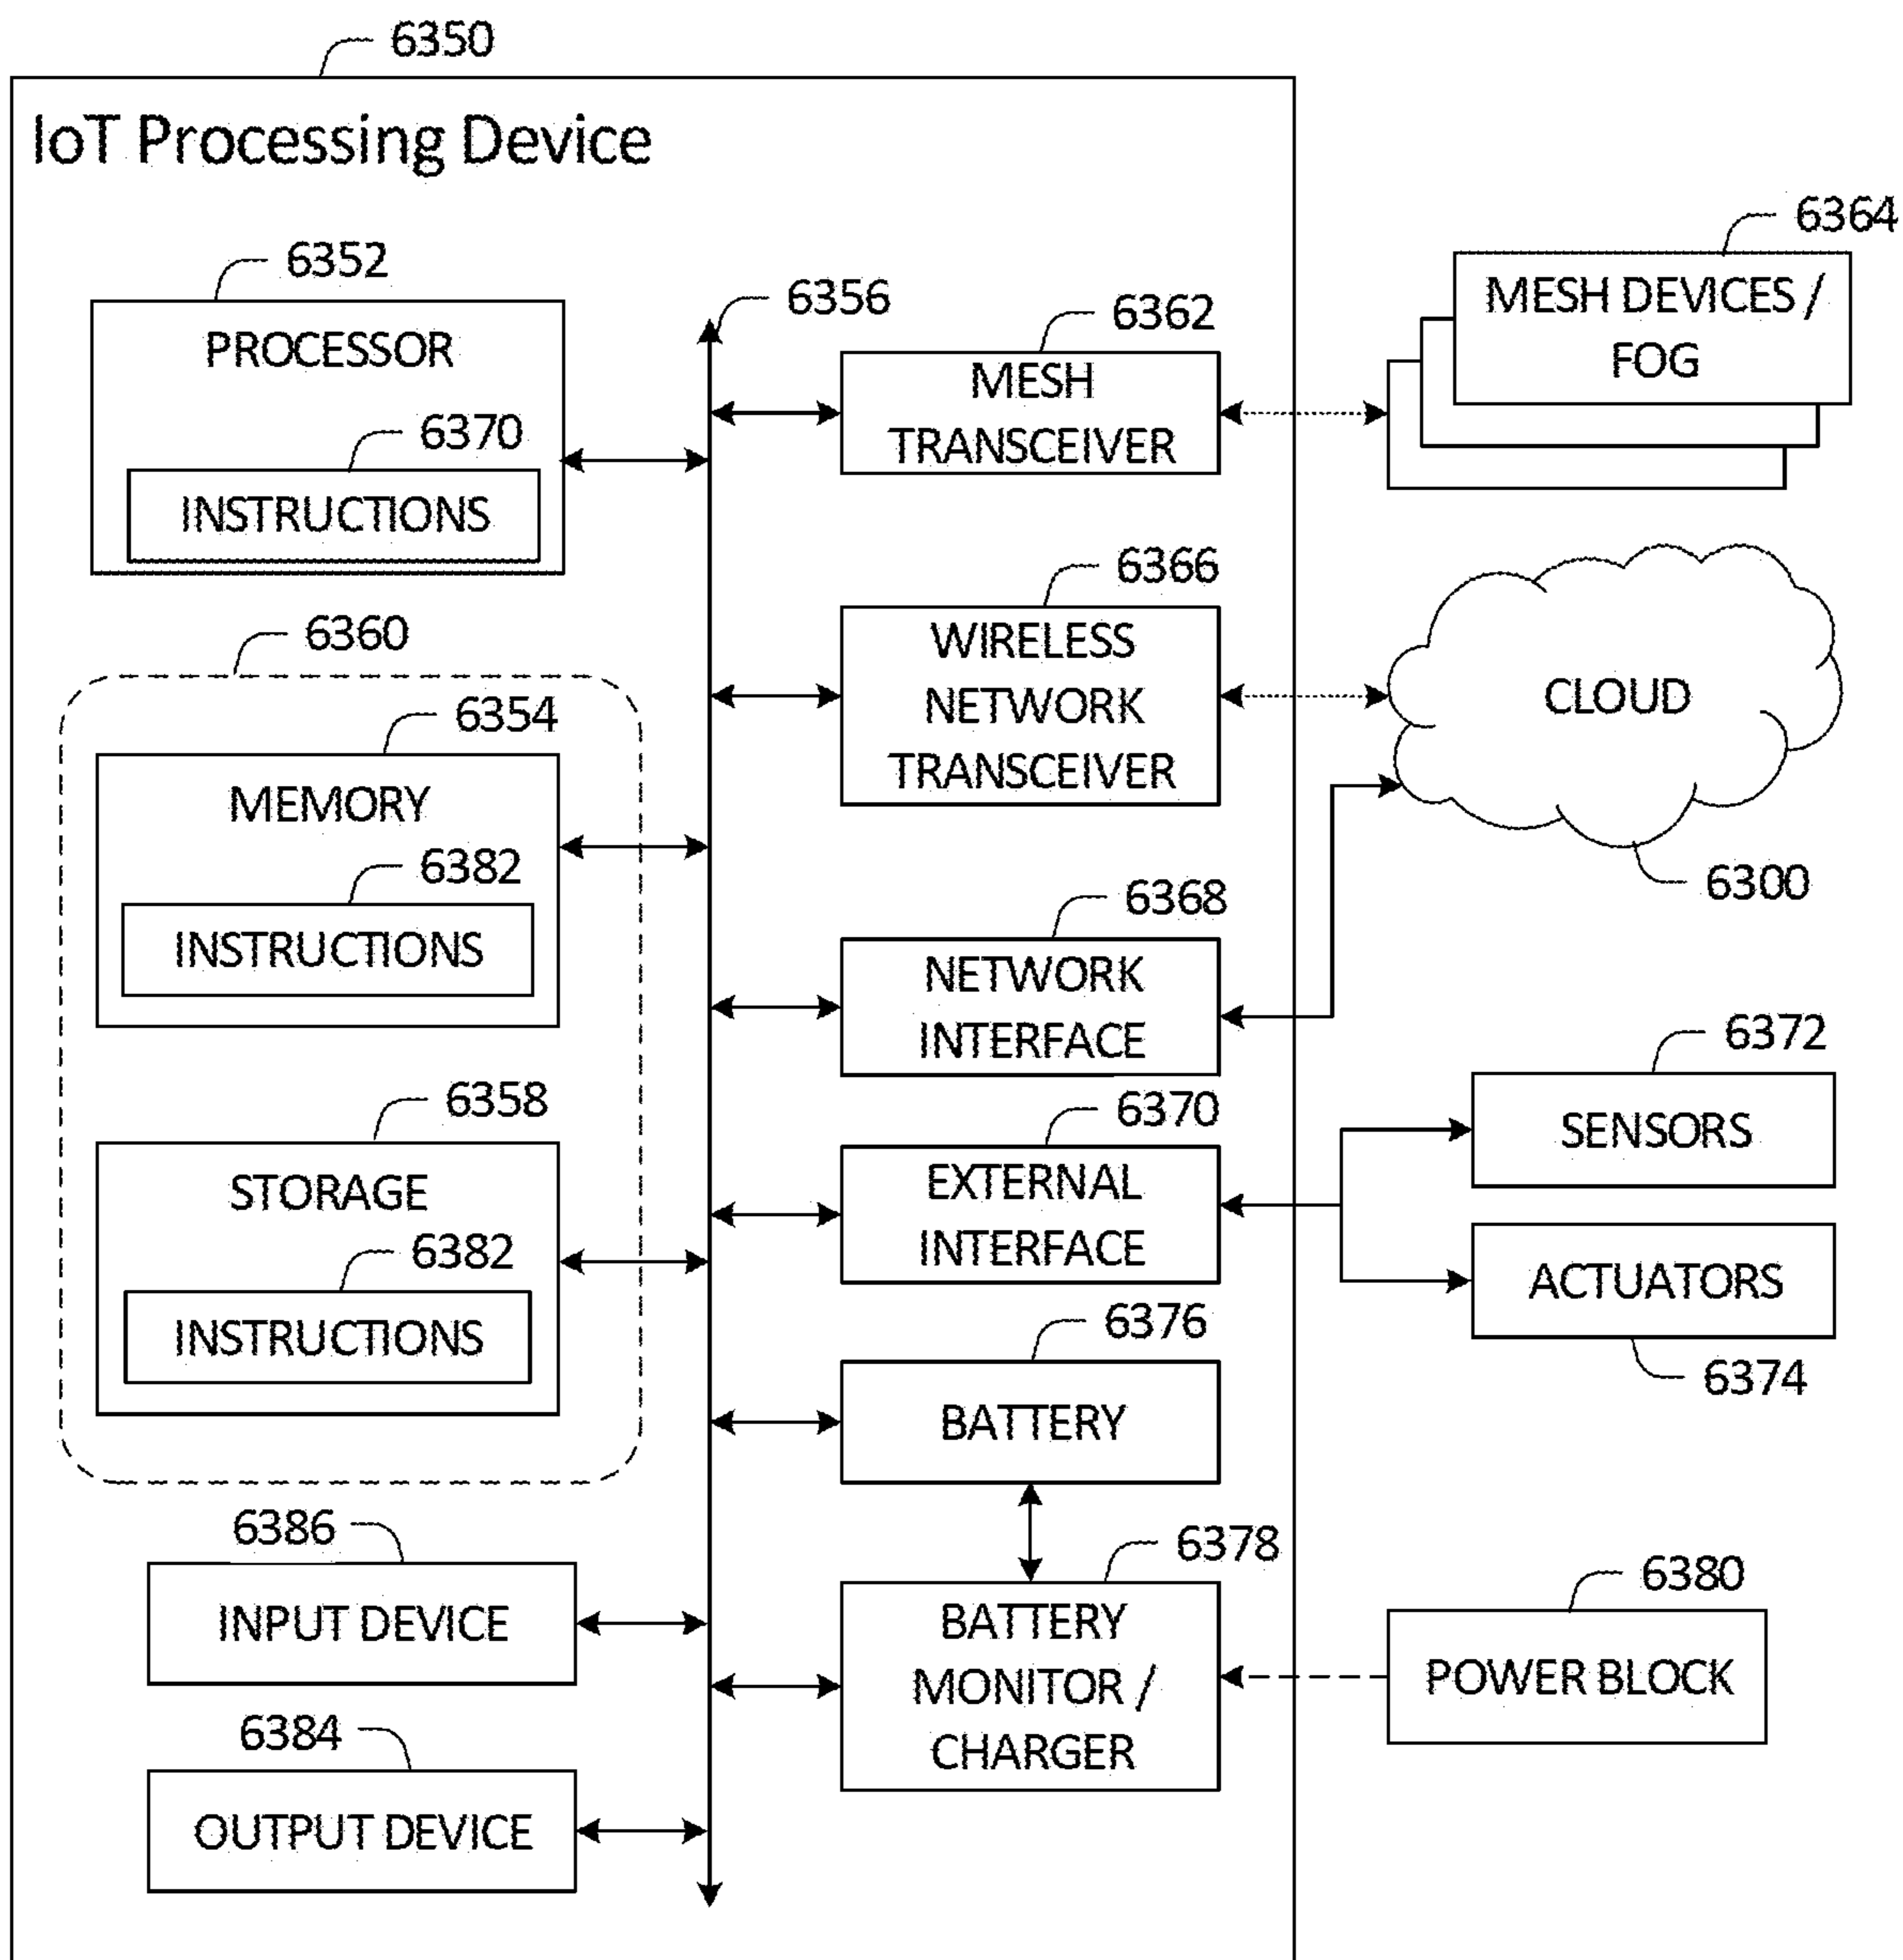 6350
IoT Processing Device
6352
PROCESSOR
6370
INSTRUCTIONS
6360
6354
MEMORY
6382
INSTRUCTIONS
6358
STORAGE
6382
INSTRUCTIONS
6386
INPUT DEVICE
6384
OUTPUT DEVICE
6356
6362
MESH
TRANSCEIVER
6366
WIRELESS
NETWORK
TRANSCEIVER
6368
NETWORK
INTERFACE
6370
EXTERNAL
INTERFACE
6376
BATTERY
6378
BATTERY
MONITOR /
CHARGER
6364
MESH DEVICES /
FOG
CLOUD
6300
6372
SENSORS
ACTUATORS
6374
6380
POWER BLOCK